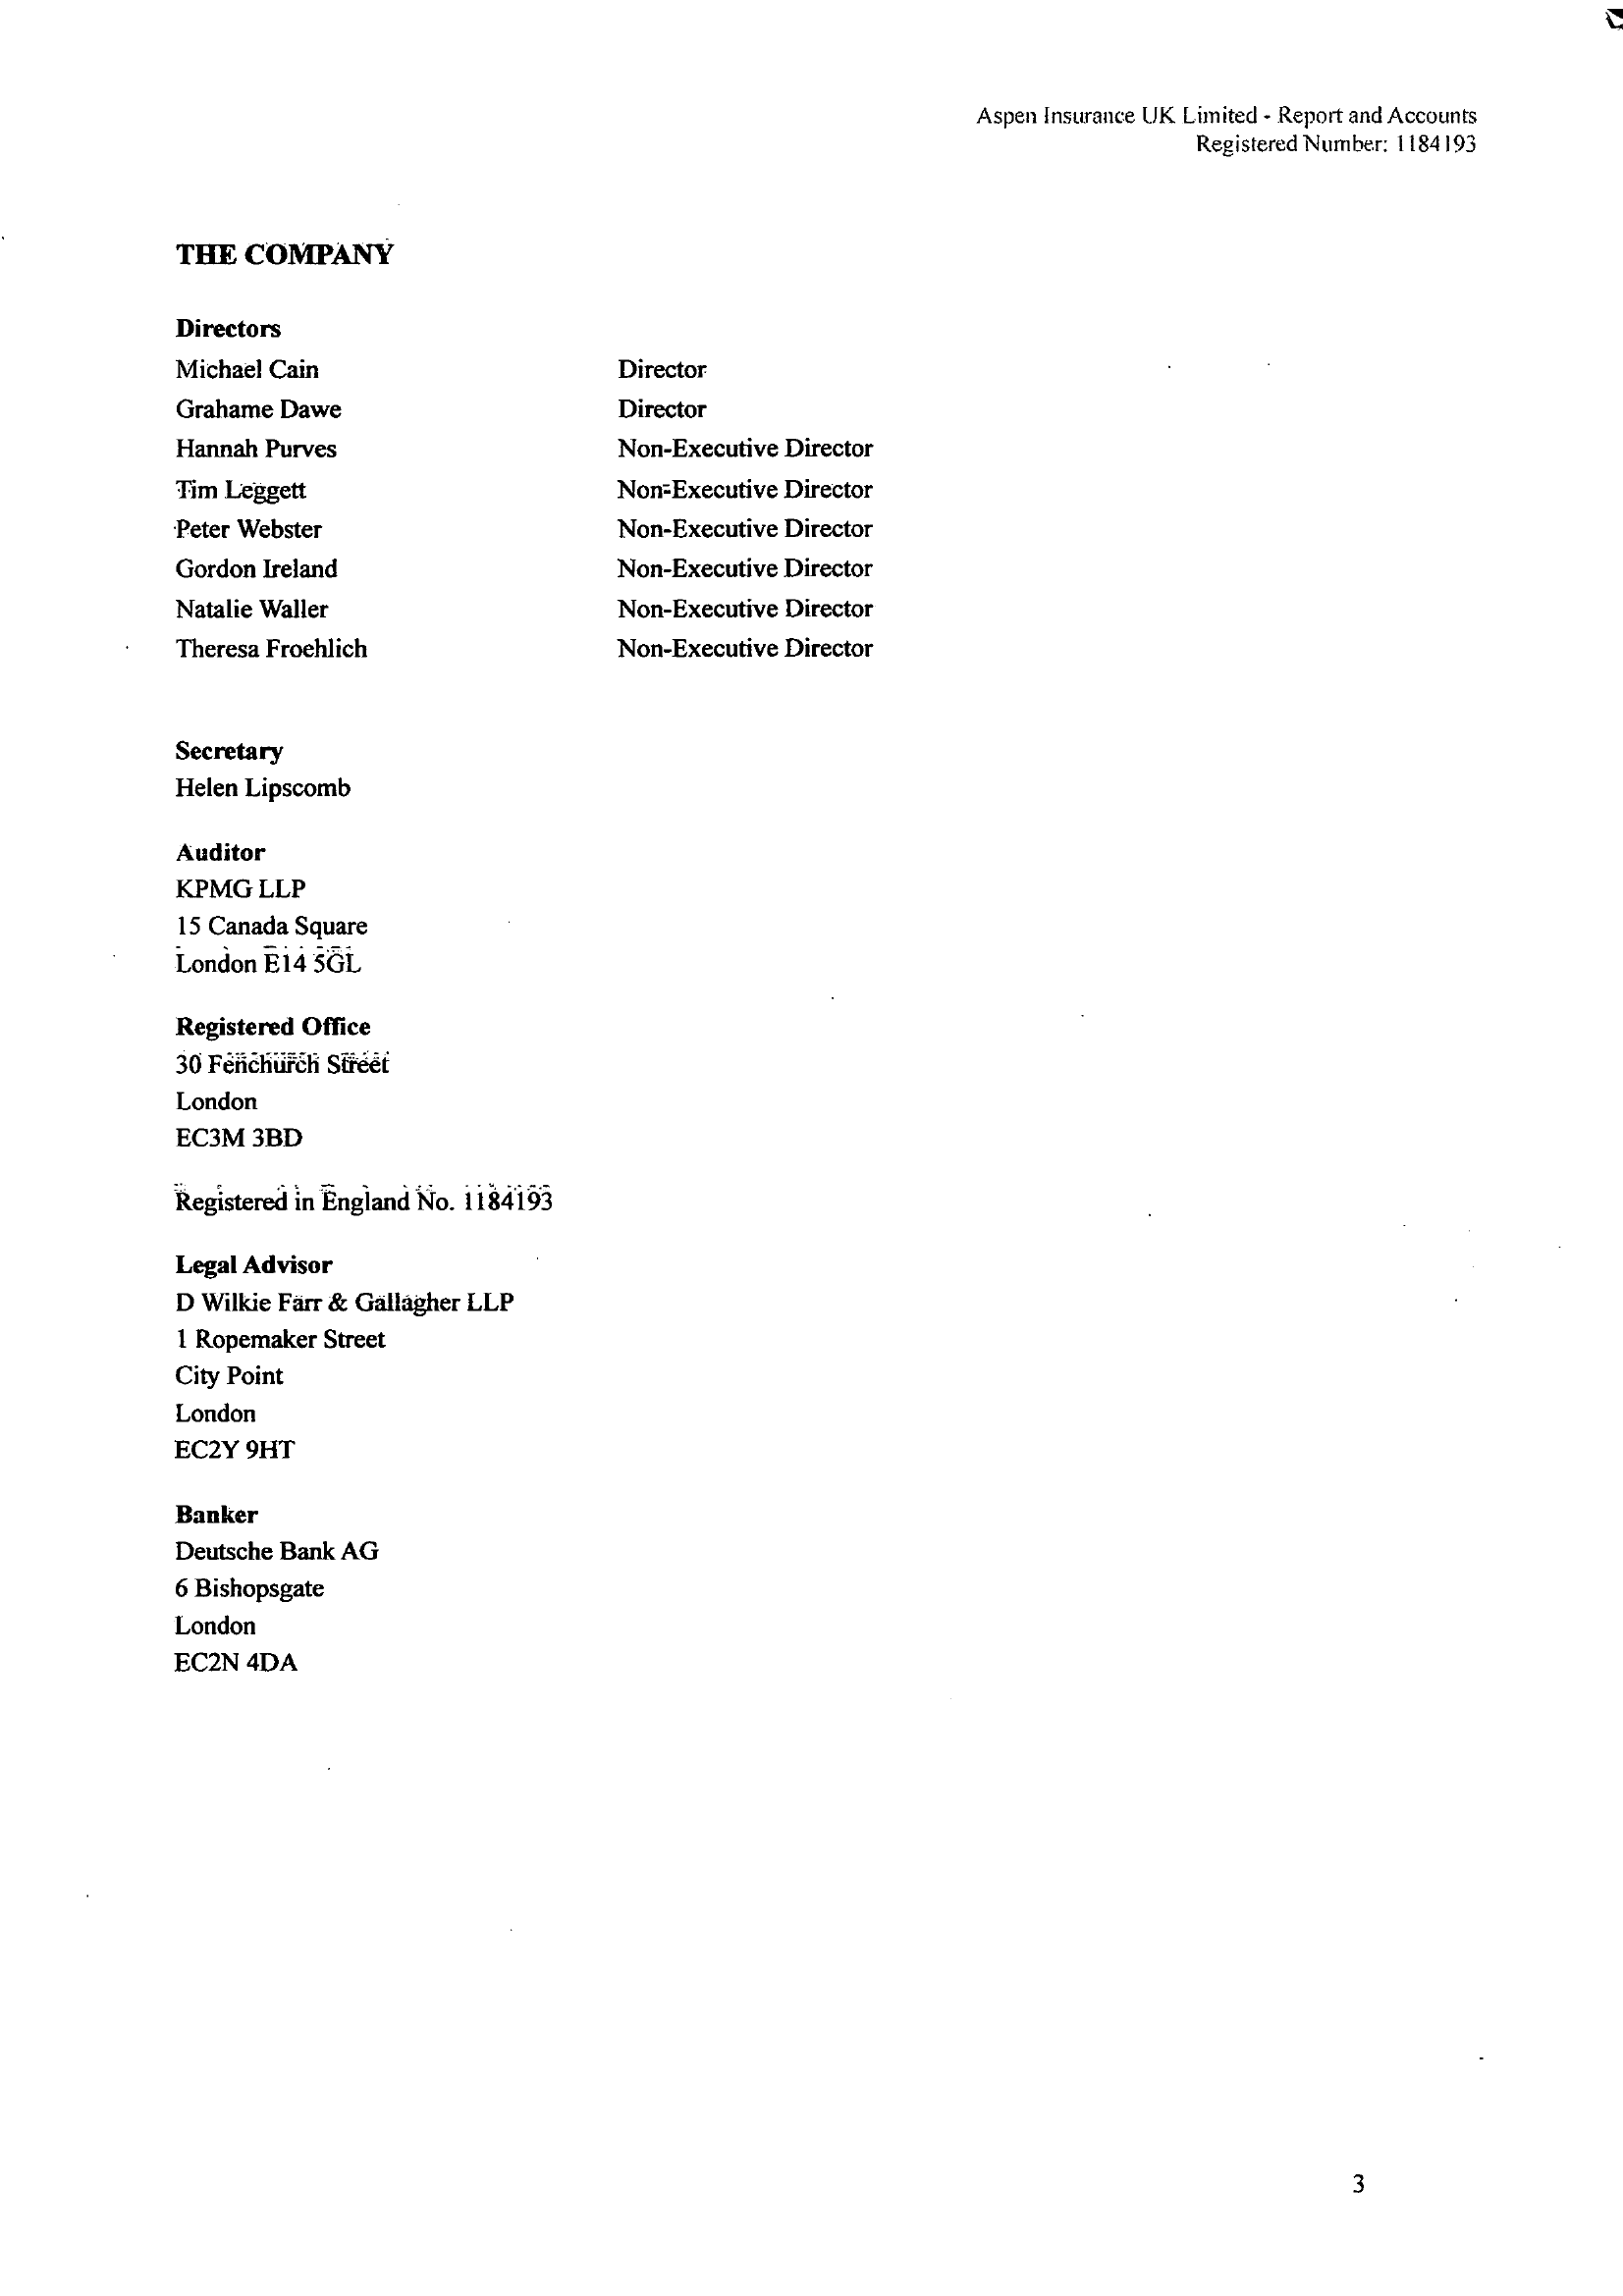 Aspen Insurance UK Limited - Report and Accounts
Registered Number: 1184193
THE COMPANY
Directors
Michael Cain Director
Grahame Dawe Director
Hannah Purves Non-Executive Director
Tim Leggett Non-Executive Director
Peter Webster Non-Executive Director
Gordon Ireland Non-Executive Director
Natalie Waller Non-Executive Director
Theresa Froehlich Non-Executive Director
Secretary
Helen Lipscomb
Auditor
KPMG LLP
15 Canada Square
London E14 5GL
Registered Office
30 Fenchurch Street
London
EC3M 3BD
Registered in England No. 1184193
Legal Advisor
D Wilkie Farr & Gallagher LLP
1 Ropemaker Street
City Point
London
EC2Y 9HT
Banker
Deutsche Bank AG
6 Bishopsgate
London
EC2N 4DA
3